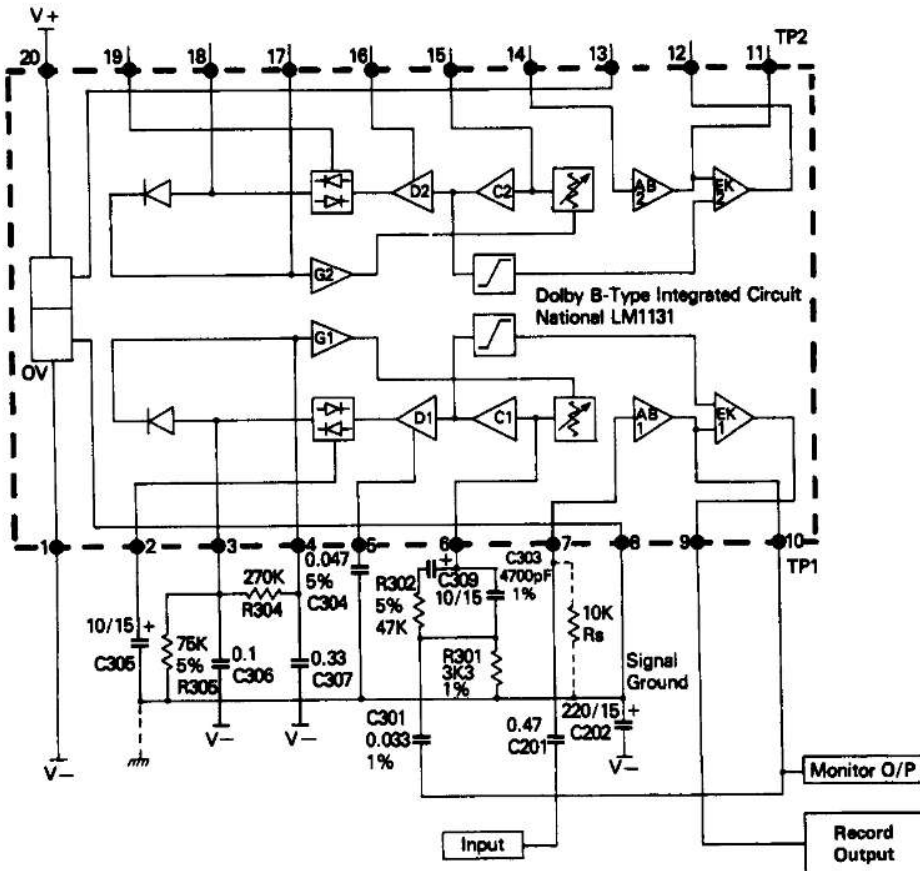 V+
20
19
18
17
16
15
14
13
12
11
TP2
D2
C2
AB
2
EK
2
G2
Dolby B-Type Integrated Circuit
National LM1131
G1
OV
D1
C1
AB
1
EK
1
1
2
3
4
5
6
7
8
9
10
TP1
270K
R304
0.047
5%
C304
R302
5%
47K
C309
10/15
C303
4700pF
1%
10K
Rs
10/15
C305
75K
5%
R305
0.1
C306
0.33
C307
R301
3K3
1%
Signal
Ground
C301
0.033
1%
0.47
C201
220/15
C202
V–
V–
V–
V–
Monitor O/P
Input
Record
Output